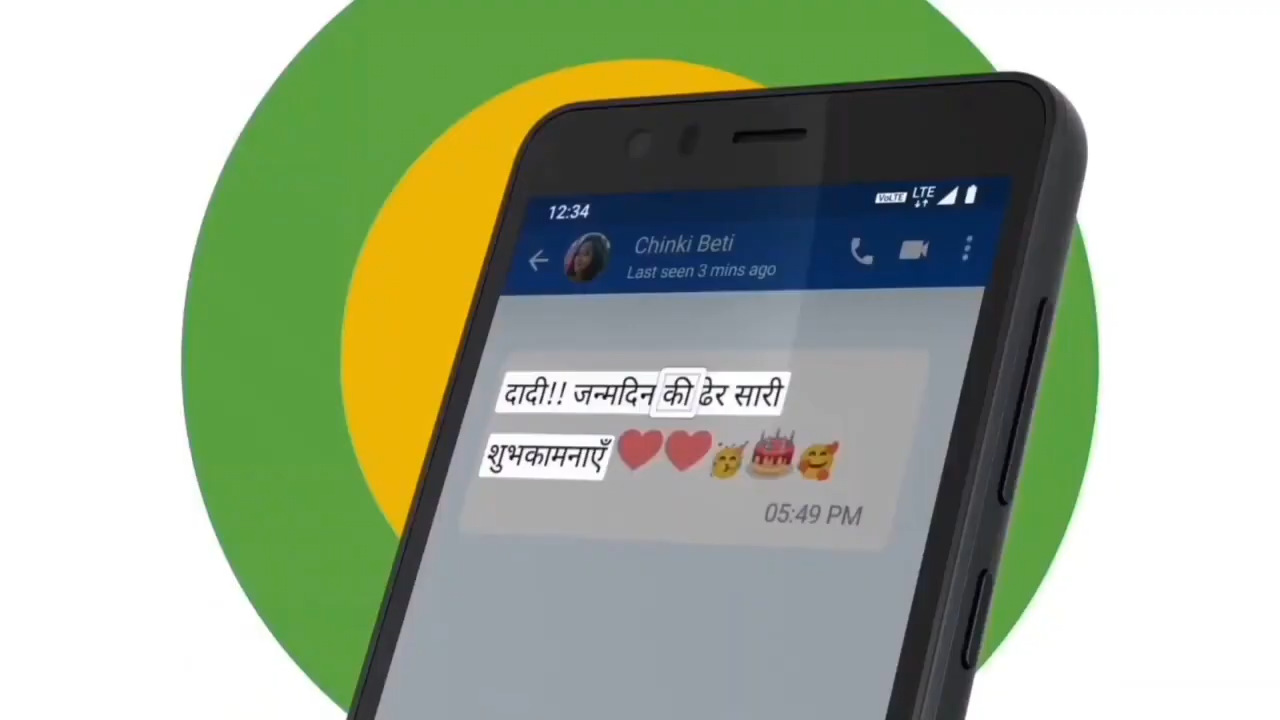 12:34 VoLTE LTE
Chinki Beti
Last seen 3 mins ago
दादी!! जन्मदिन की ढेर सारी
शुभकामनाएँ ❤️❤️🥳🎂🥰
05:49 PM